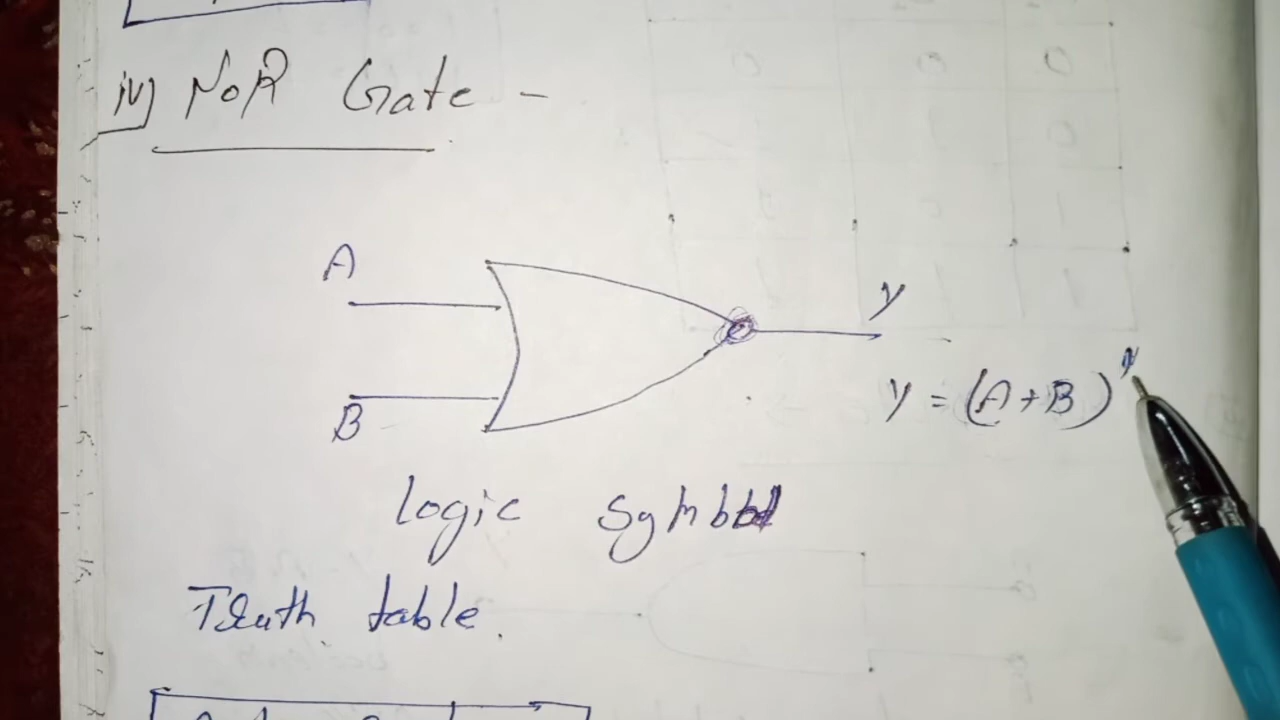 iv) NOR Gate -
A
Y
B
Y = (A+B)'
Logic Symbol
Truth table.